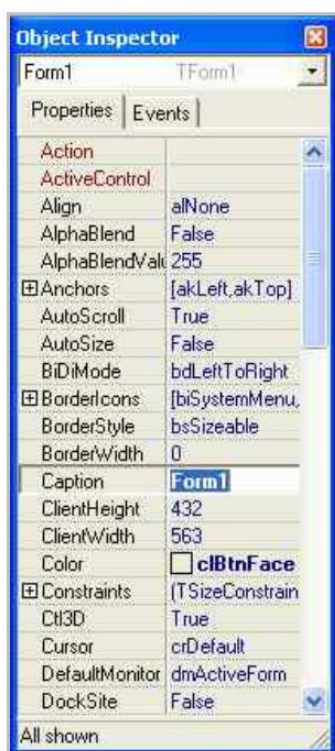 Object Inspector
Form1 TForm1
Properties Events
Action
ActiveControl
Align alNone
AlphaBlend False
AlphaBlendVal 255
Anchors [akLeft,akTop]
AutoScroll True
AutoSize False
BiDiMode bdLeftToRight
BorderIcons [biSystemMenu,
BorderStyle bsSizeable
BorderWidth 0
Caption Form1
ClientHeight 432
ClientWidth 563
Color clBtnFace
Constraints (TSizeConstrain
Ctl3D True
Cursor crDefault
DefaultMonitor dmActiveForm
DockSite False
All shown